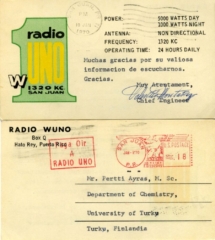 radio
W UNO
1320 KC
SAN JUAN
POWER: 5000 WATTS DAY
1000 WATTS NIGHT
ANTENNA: NON DIRECTIONAL
FREQUENCY: 1320 KC
OPERATING TIME: 24 HOURS DAILY
Muchas gracias por su valiosa
informacion de escucharnos.
Gracias.
Muy Atentamente,
Chief Engineer
RADIO WUNO
Box G
Hato Rey, Puerto Rico
RADIO UNO
Mr. Pertti Ayras, M. Sc.
Department of Chemistry,
University of Turku
Turku, Finlandia